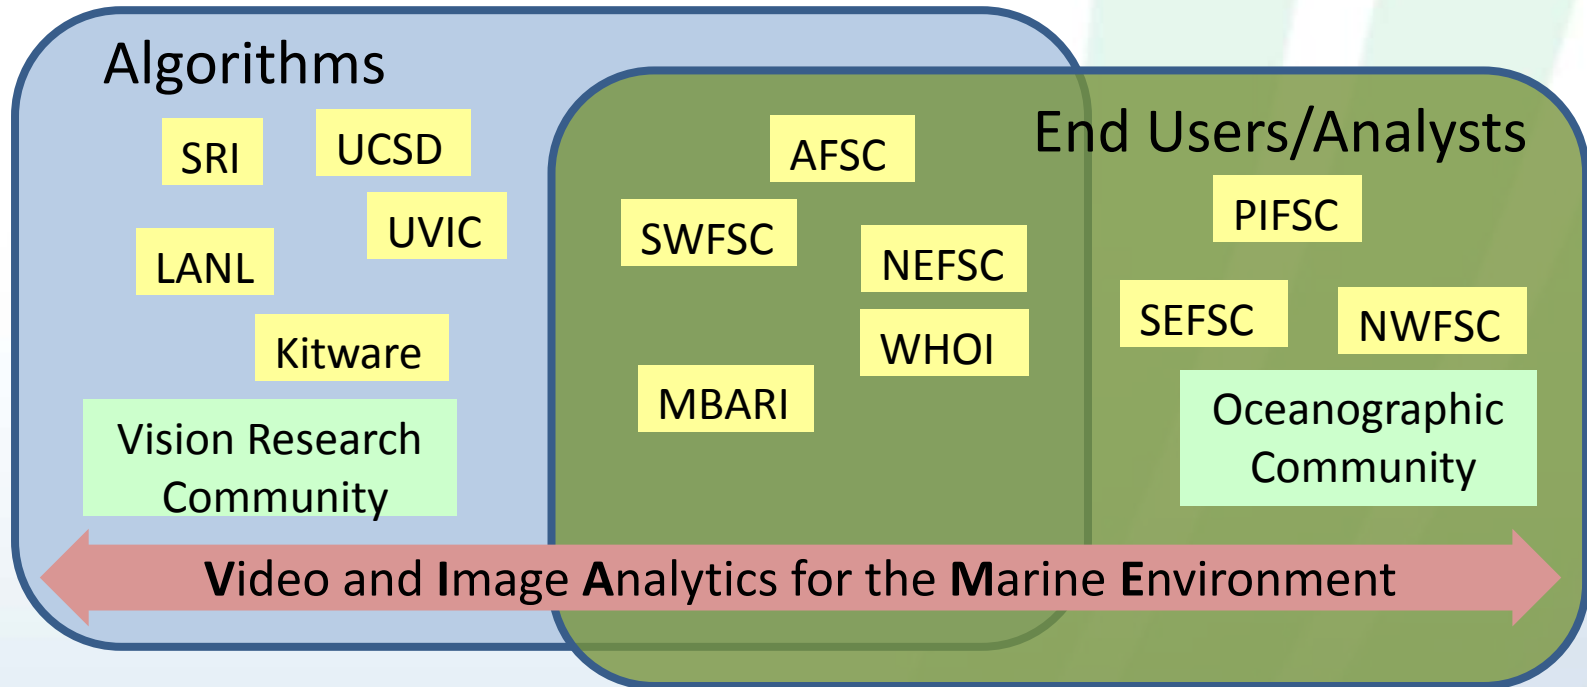 Algorithms
SRI
UCSD
UVIC
LANL
Kitware
Vision Research
Community
AFSC
SWFSC
NEFSC
WHOI
MBARI
End Users/Analysts
PIFSC
SEFSC
NWFSC
Oceanographic
Community
Video and Image Analytics for the Marine Environment